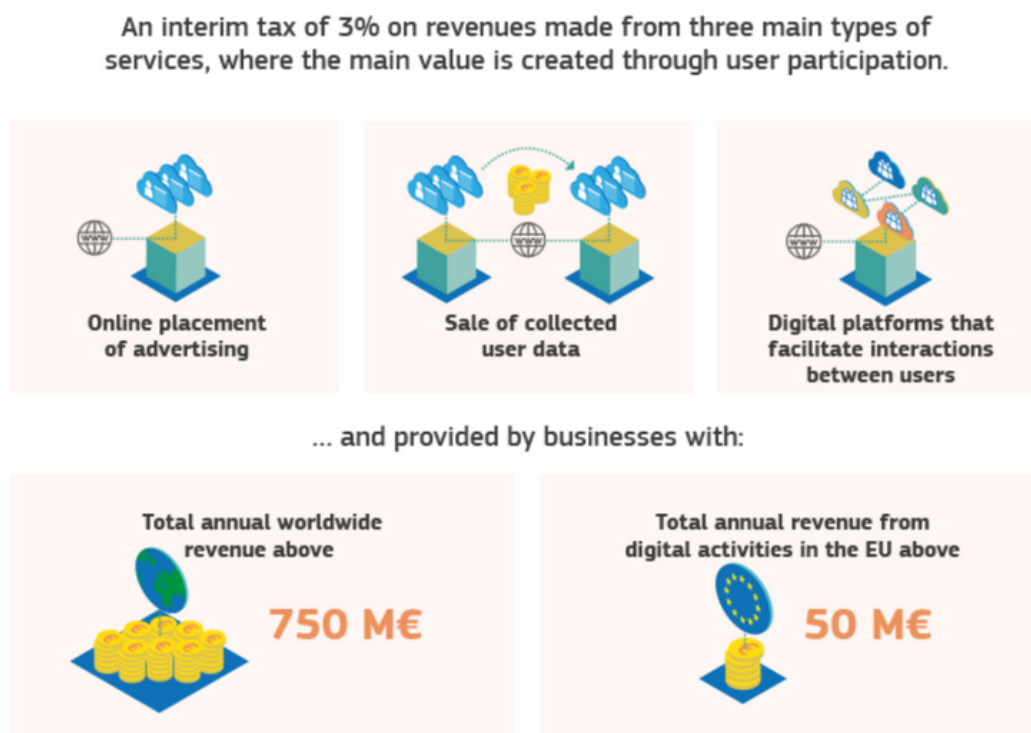 An interim tax of 3% on revenues made from three main types of
services, where the main value is created through user participation.
www
www
www
Online placement
of advertising
Sale of collected
user data
Digital platforms that
facilitate interactions
between users
... and provided by businesses with:
Total annual worldwide
revenue above
750 M€
Total annual revenue from
digital activities in the EU above
50 M€